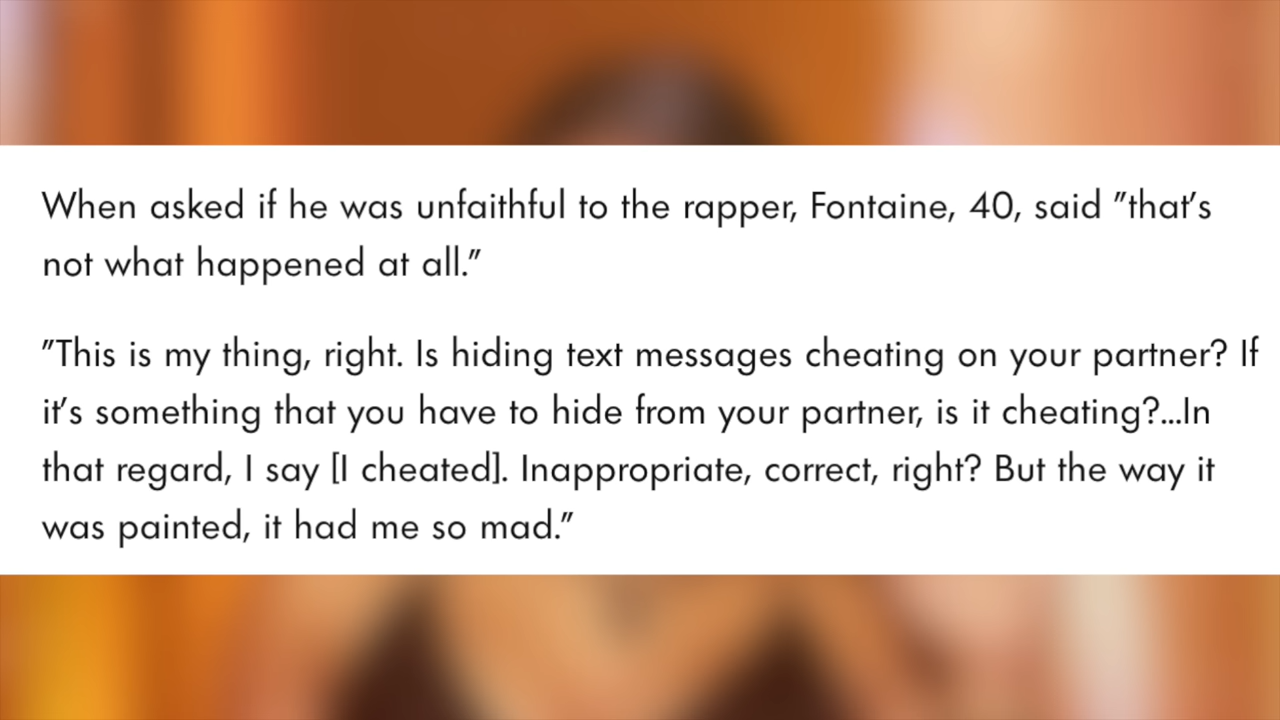 When asked if he was unfaithful to the rapper, Fontaine, 40, said "that's
not what happened at all."
"This is my thing, right. Is hiding text messages cheating on your partner? If
it's something that you have to hide from your partner, is it cheating?...In
that regard, I say [I cheated]. Inappropriate, correct, right? But the way it
was painted, it had me so mad."